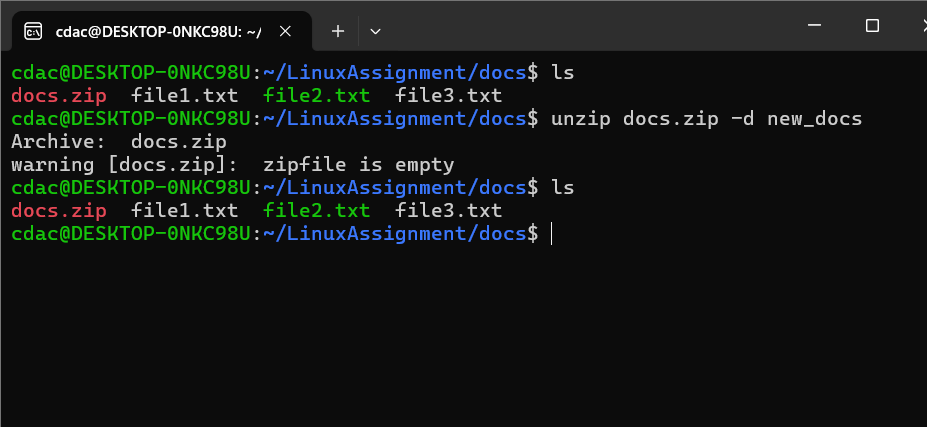 cdac@DESKTOP-0NKC98U: ~/
cdac@DESKTOP-0NKC98U:~/LinuxAssignment/docs$ ls
docs.zip  file1.txt  file2.txt  file3.txt
cdac@DESKTOP-0NKC98U:~/LinuxAssignment/docs$ unzip docs.zip -d new_docs
Archive:  docs.zip
warning [docs.zip]:  zipfile is empty
cdac@DESKTOP-0NKC98U:~/LinuxAssignment/docs$ ls
docs.zip  file1.txt  file2.txt  file3.txt
cdac@DESKTOP-0NKC98U:~/LinuxAssignment/docs$